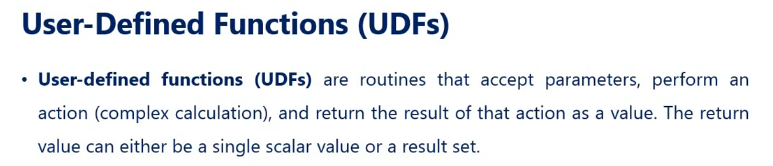 User-Defined Functions (UDFs)
• User-defined functions (UDFs) are routines that accept parameters, perform an
action (complex calculation), and return the result of that action as a value. The return
value can either be a single scalar value or a result set.